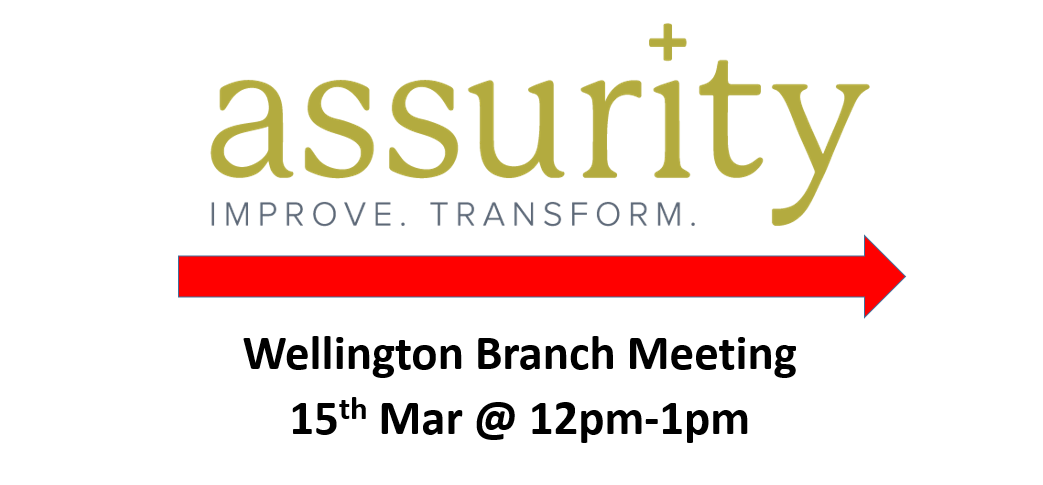 assurity
IMPROVE. TRANSFORM.
Wellington Branch Meeting
15th Mar @ 12pm-1pm